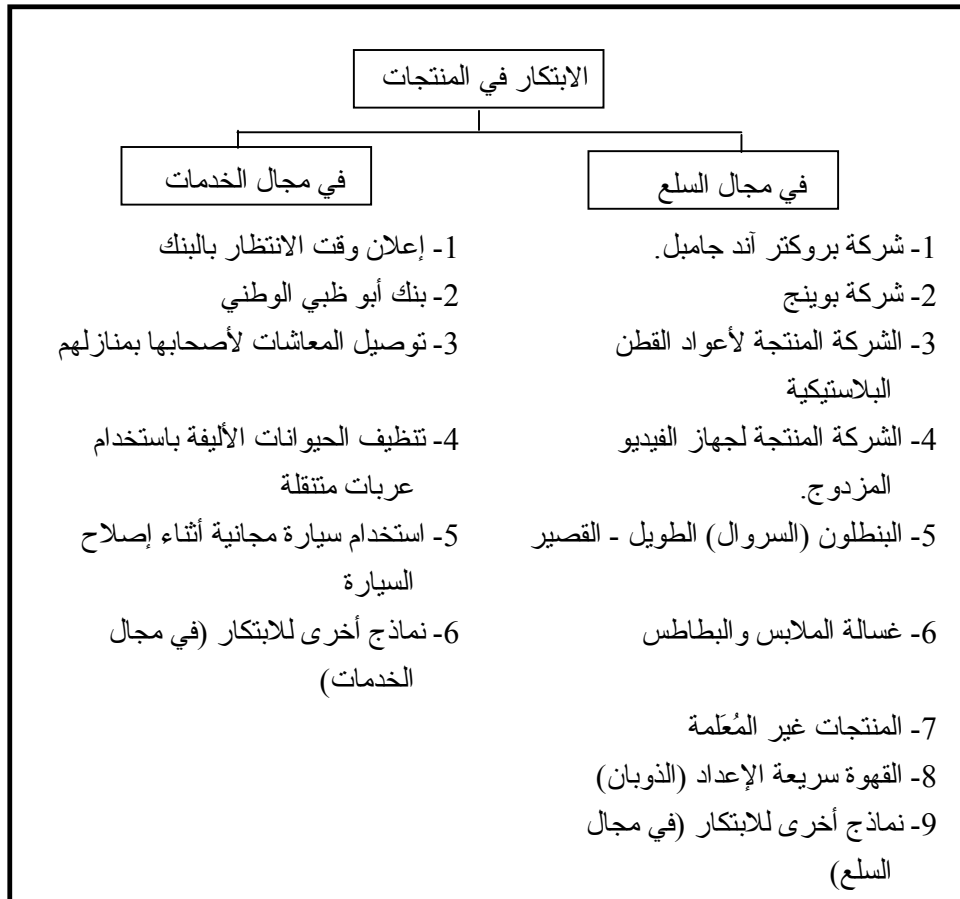 الابتكار في المنتجات
في مجال السلع
1- شركة بروكتر آند جامبل.
2- شركة بوينج
3- الشركة المنتجة لأعواد القطن
البلاستيكية
4- الشركة المنتجة لجهاز الفيديو
المزدوج.
5- البنطلون (السروال) الطويل - القصير
6- غسالة الملابس والبطاطس
7- المنتجات غير المُعَلمة
8- القهوة سريعة الإعداد (الذوبان)
9- نماذج أخرى للابتكار (في مجال
السلع)
في مجال الخدمات
1- إعلان وقت الانتظار بالبنك
2- بنك أبو ظبي الوطني
3- توصيل المعاشات لأصحابها بمنازلهم
4- تنظيف الحيوانات الأليفة باستخدام
عربات متنقلة
5- استخدام سيارة مجانية أثناء إصلاح
السيارة
6- نماذج أخرى للابتكار (في مجال
الخدمات)